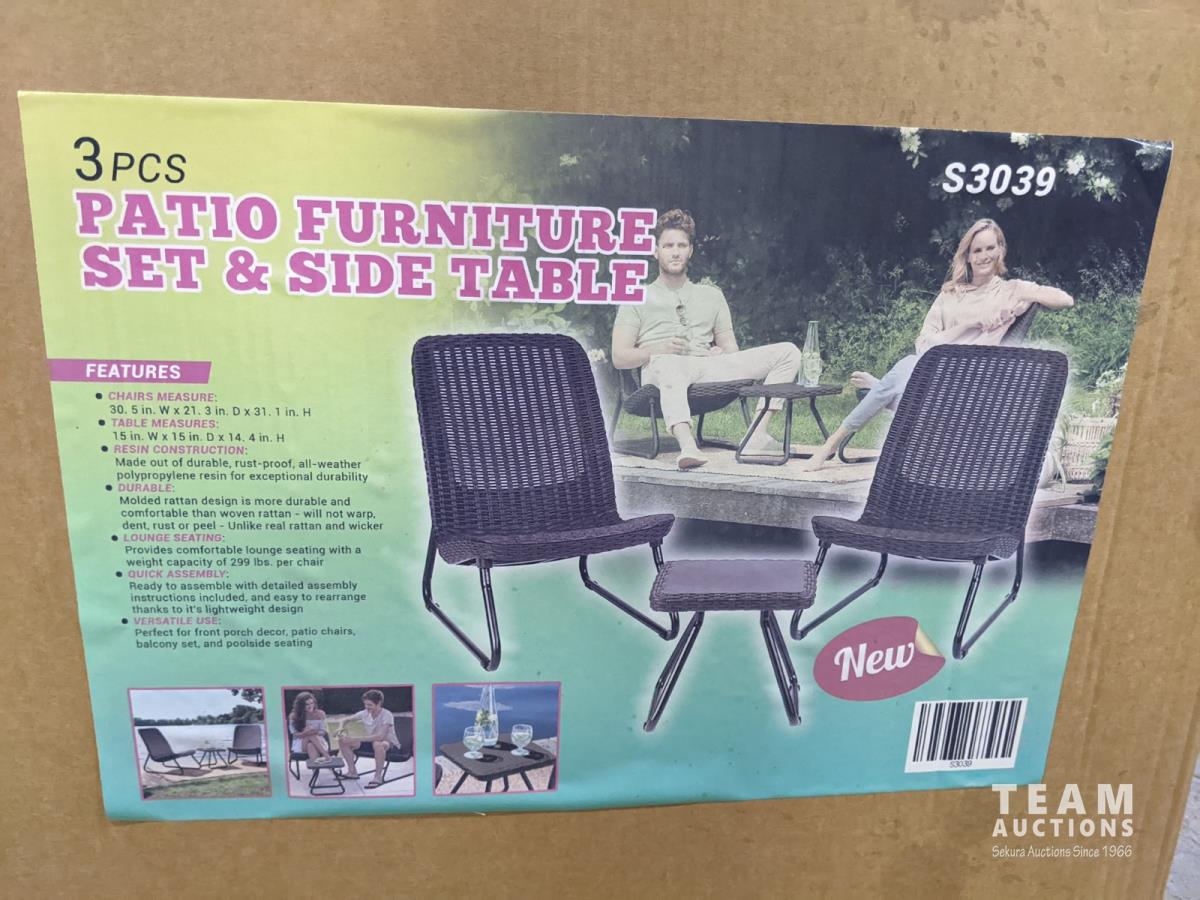 3 PCS
PATIO FURNITURE
SET & SIDE TABLE
S3039
FEATURES
• CHAIRS MEASURE:
30. 5 in. W x 21. 3 in. D x 31. 1 in. H
• TABLE MEASURES:
15 in. W x 15 in. D x 14. 4 in. H
• RESIN CONSTRUCTION:
Made out of durable, rust-proof, all-weather
polypropylene resin for exceptional durability
• DURABLE:
Molded rattan design is more durable and
comfortable than woven rattan - will not warp,
dent, rust or peel - Unlike real rattan and wicker
• LOUNGE SEATING:
Provides comfortable lounge seating with a
weight capacity of 299 lbs. per chair
• QUICK ASSEMBLY:
Ready to assemble with detailed assembly
instructions included, and easy to rearrange
thanks to it's lightweight design
• VERSATILE USE:
Perfect for front porch decor, patio chairs,
balcony set, and poolside seating
New
S3039
TEAM
AUCTIONS
Sekura Auctions Since 1966